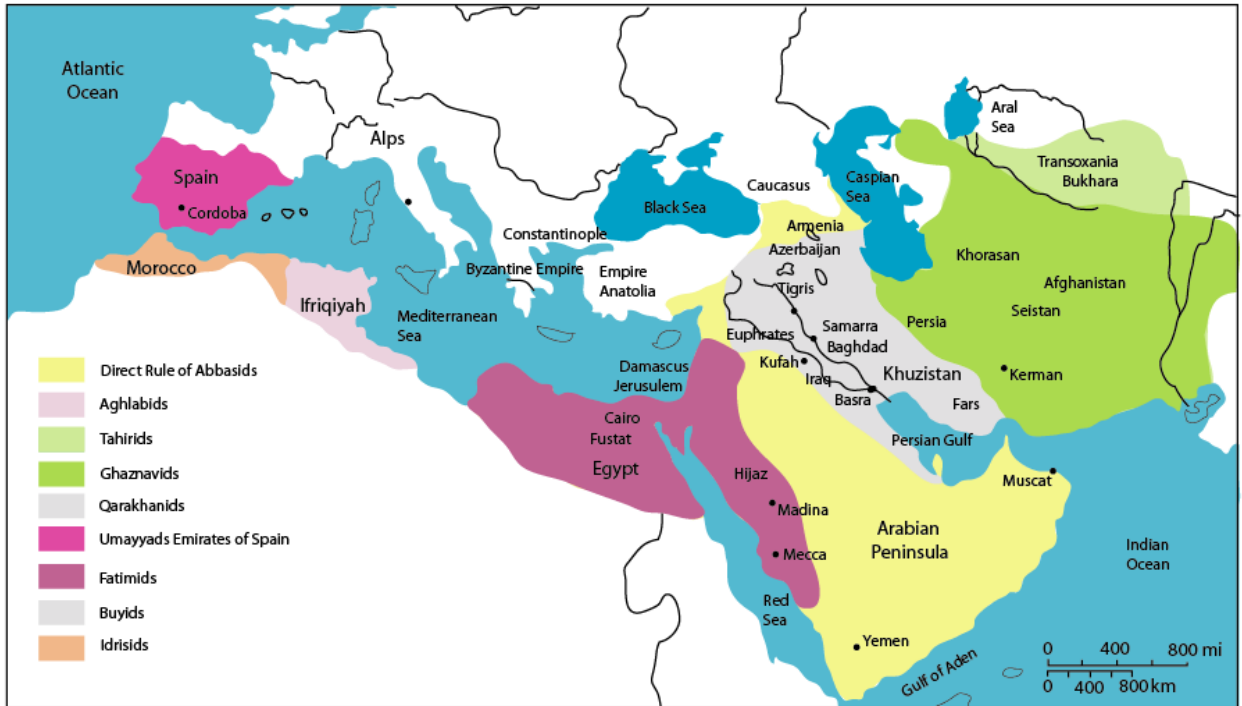 Atlantic
Ocean
Alps
Spain
Cordoba
Morocco
Ifriqiyah
Mediterranean
Sea
Constantinople
Byzantine Empire
Empire
Anatolia
Black Sea
Caucasus
Caspian
Sea
Aral
Sea
Transoxania
Bukhara
Armenia
Azerbaijan
Tigris
Euphrates
Samarra
Baghdad
Kufah
Iraq
Basra
Khuzistan
Fars
Persian Gulf
Persia
Khorasan
Afghanistan
Seistan
Kerman
Damascus
Jerusulem
Cairo
Fustat
Egypt
Hijaz
Madina
Mecca
Red
Sea
Arabian
Peninsula
Muscat
Yemen
Gulf of Aden
Indian
Ocean
Direct Rule of Abbasids
Aghlabids
Tahirids
Ghaznavids
Qarakhanids
Umayyads Emirates of Spain
Fatimids
Buyids
Idrisids
0 400 800 mi
0 400 800 km